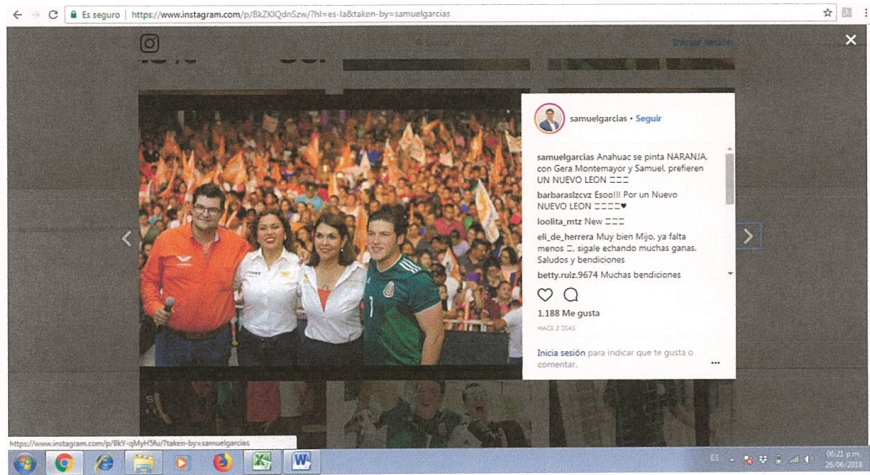 Es seguro | https://www.instagram.com/p/BkZKlQdnSzw/?hl=es-la&taken-by=samuelgarcias
Iniciar sesión
samuelgarcias • Seguir
samuelgarcias Anahuac se pinta NARANJA,
con Gera Montemayor y Samuel, prefieren
UN NUEVO LEON
barbaraslzcvz Esoo!!! Por un Nuevo
NUEVO LEON
loolita_mtz New
eli_de_herrera Muy bien Mijo, ya falta
menos , sigale echando muchas ganas.
Saludos y bendiciones
betty.ruiz.9674 Muchas bendiciones
1.188 Me gusta
HACE 2 DÍAS
Inicia sesión para indicar que te gusta o
comentar.
https://www.instagram.com/p/BkY-qMyH5fu/?taken-by=samuelgarcias
ES
06:21 p.m.
26/06/2018